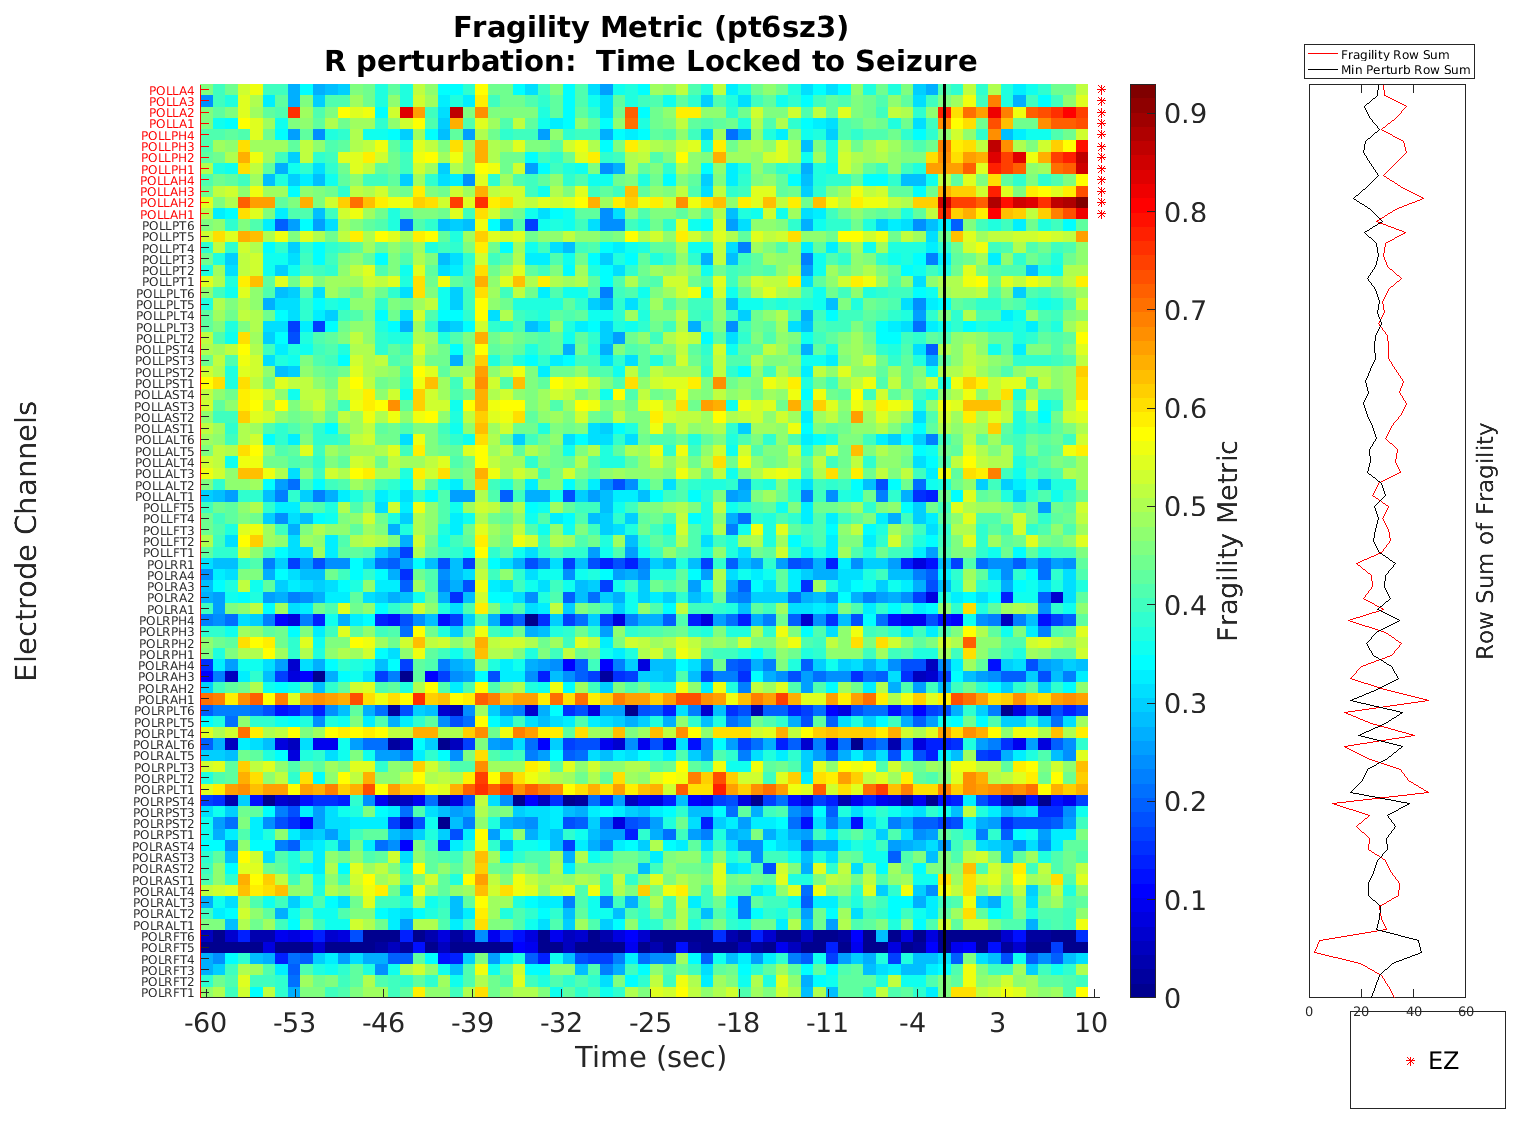 Fragility Metric (pt6sz3)
R perturbation:  Time Locked to Seizure
Electrode Channels
POLLA4
POLLA3
POLLA2
POLLA1
POLLPH4
POLLPH3
POLLPH2
POLLPH1
POLLAH4
POLLAH3
POLLAH2
POLLAH1
POLLPT6
POLLPT5
POLLPT4
POLLPT3
POLLPT2
POLLPT1
POLLPLT6
POLLPLT5
POLLPLT4
POLLPLT3
POLLPLT2
POLLPST4
POLLPST3
POLLPST2
POLLPST1
POLLAST4
POLLAST3
POLLAST2
POLLAST1
POLLALT6
POLLALT5
POLLALT4
POLLALT3
POLLALT2
POLLALT1
POLLFT5
POLLFT4
POLLFT3
POLLFT2
POLLFT1
POLRR1
POLRA4
POLRA3
POLRA2
POLRA1
POLRPH4
POLRPH3
POLRPH2
POLRPH1
POLRAH4
POLRAH3
POLRAH2
POLRAH1
POLRPLT6
POLRPLT5
POLRPLT4
POLRALT6
POLRALT5
POLRPLT3
POLRPLT2
POLRPLT1
POLRPST4
POLRPST3
POLRPST2
POLRPST1
POLRAST4
POLRAST3
POLRAST2
POLRAST1
POLRALT4
POLRALT3
POLRALT2
POLRALT1
POLRFT6
POLRFT5
POLRFT4
POLRFT3
POLRFT2
POLRFT1
-60 -53 -46 -39 -32 -25 -18 -11 -4 3 10
Time (sec)
0.9
0.8
0.7
0.6
0.5
0.4
0.3
0.2
0.1
0
Fragility Metric
Fragility Row Sum
Min Perturb Row Sum
0 20 40 60
Row Sum of Fragility
EZ